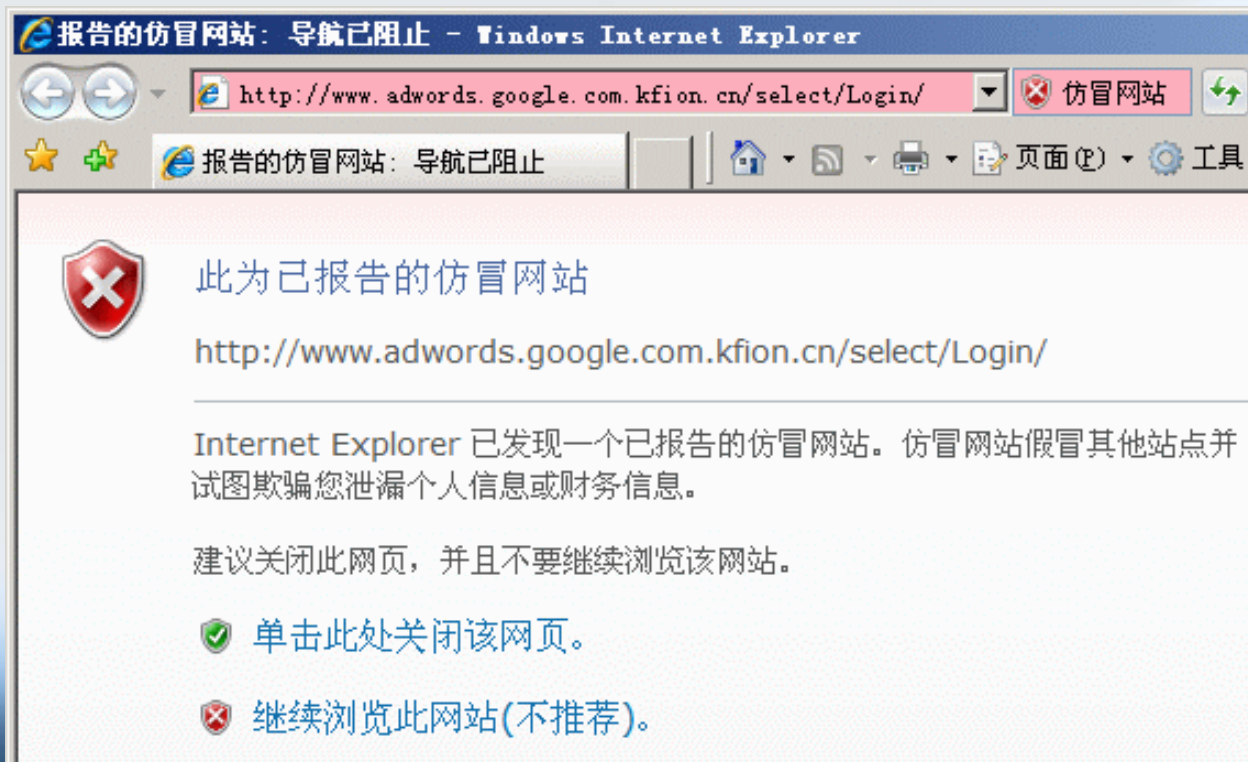 报告的仿冒网站: 导航已阻止 - Windows Internet Explorer
http://www.adwords.google.com.kfion.cn/select/Login/ 仿冒网站
报告的仿冒网站: 导航已阻止 页面(P) 工具
此为已报告的仿冒网站
http://www.adwords.google.com.kfion.cn/select/Login/
Internet Explorer 已发现一个已报告的仿冒网站。仿冒网站假冒其他站点并
试图欺骗您泄漏个人信息或财务信息。
建议关闭此网页，并且不要继续浏览该网站。
单击此处关闭该网页。
继续浏览此网站(不推荐)。